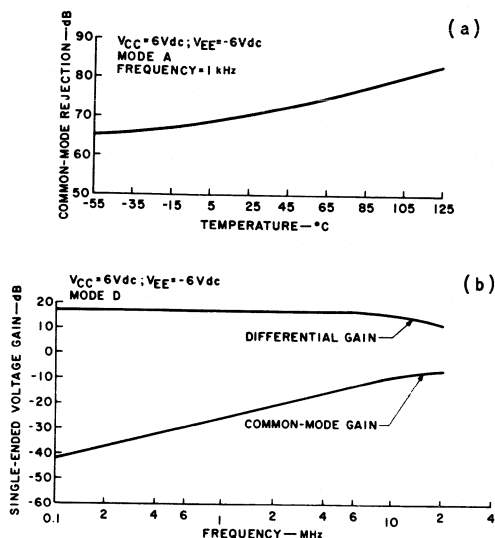 (a)
VCC=6Vdc; VEE=-6Vdc
MODE A
FREQUENCY=1 kHz
COMMON-MODE REJECTION—dB
90
80
70
60
50
-55 -35 -15 5 25 45 65 85 105 125
TEMPERATURE—°C
(b)
VCC=6Vdc; VEE=-6Vdc
MODE D
SINGLE-ENDED VOLTAGE GAIN—dB
20
10
0
-10
-20
-30
-40
-50
-60
DIFFERENTIAL GAIN
COMMON-MODE GAIN
0.1 2 4 6 1 2 4 6 10 2 4
FREQUENCY—MHz